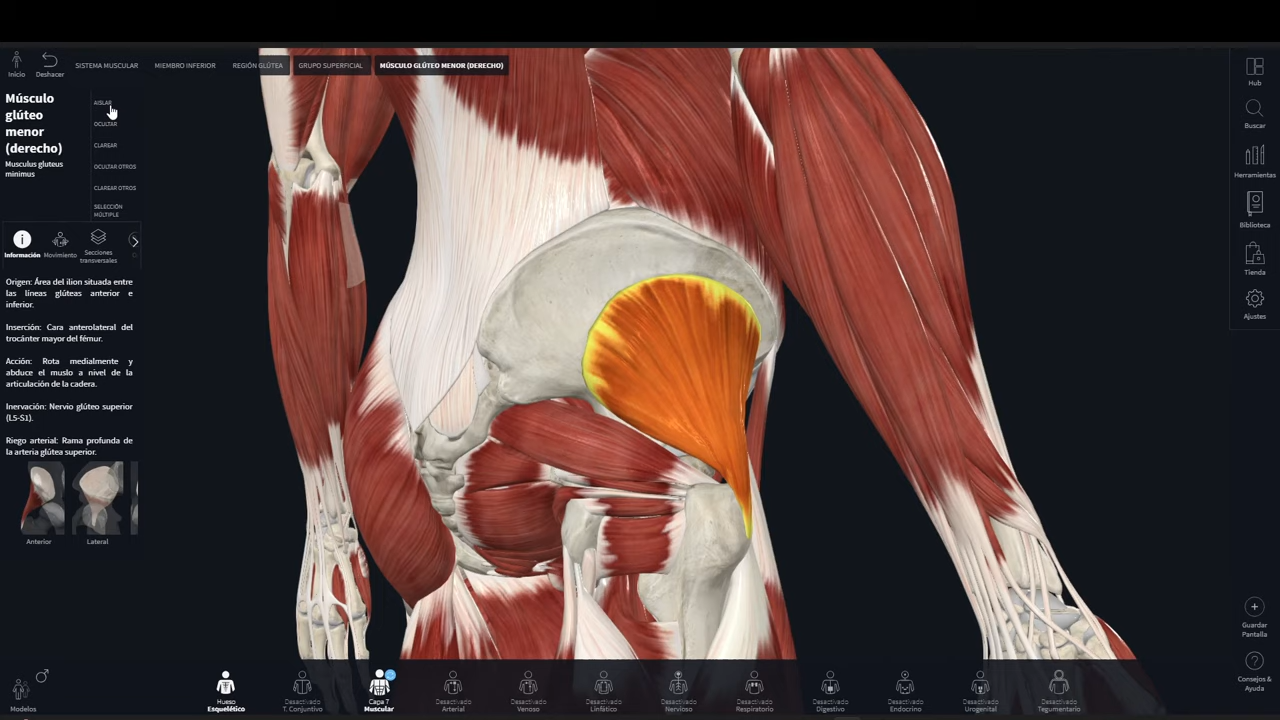 Inicio
Deshacer
SISTEMA MUSCULAR
MIEMBRO INFERIOR
REGIÓN GLÚTEA
GRUPO SUPERFICIAL
MÚSCULO GLÚTEO MENOR (DERECHO)
Músculo
glúteo
menor
(derecho)
Musculus gluteus
minimus
AISLAR
OCULTAR
CLAREAR
OCULTAR OTROS
CLAREAR OTROS
SELECCIÓN
MÚLTIPLE
Información
Movimiento
Secciones
transversales
Origen: Área del ilion situada entre
las líneas glúteas anterior e
inferior.
Inserción: Cara anterolateral del
trocánter mayor del fémur.
Acción: Rota medialmente y
abduce el muslo a nivel de la
articulación de la cadera.
Inervación: Nervio glúteo superior
(L5-S1).
Riego arterial: Rama profunda de
la arteria glútea superior.
Anterior
Lateral
Hub
Buscar
Herramientas
Biblioteca
Tienda
Ajustes
Guardar
Pantalla
Consejos &
Ayuda
Modelos
Hueso
Esquelético
Desactivado
T. Conjuntivo
Capa 7
Muscular
Desactivado
Arterial
Desactivado
Venoso
Desactivado
Linfático
Desactivado
Nervioso
Desactivado
Respiratorio
Desactivado
Digestivo
Desactivado
Endocrino
Desactivado
Urogenital
Desactivado
Tegumentario